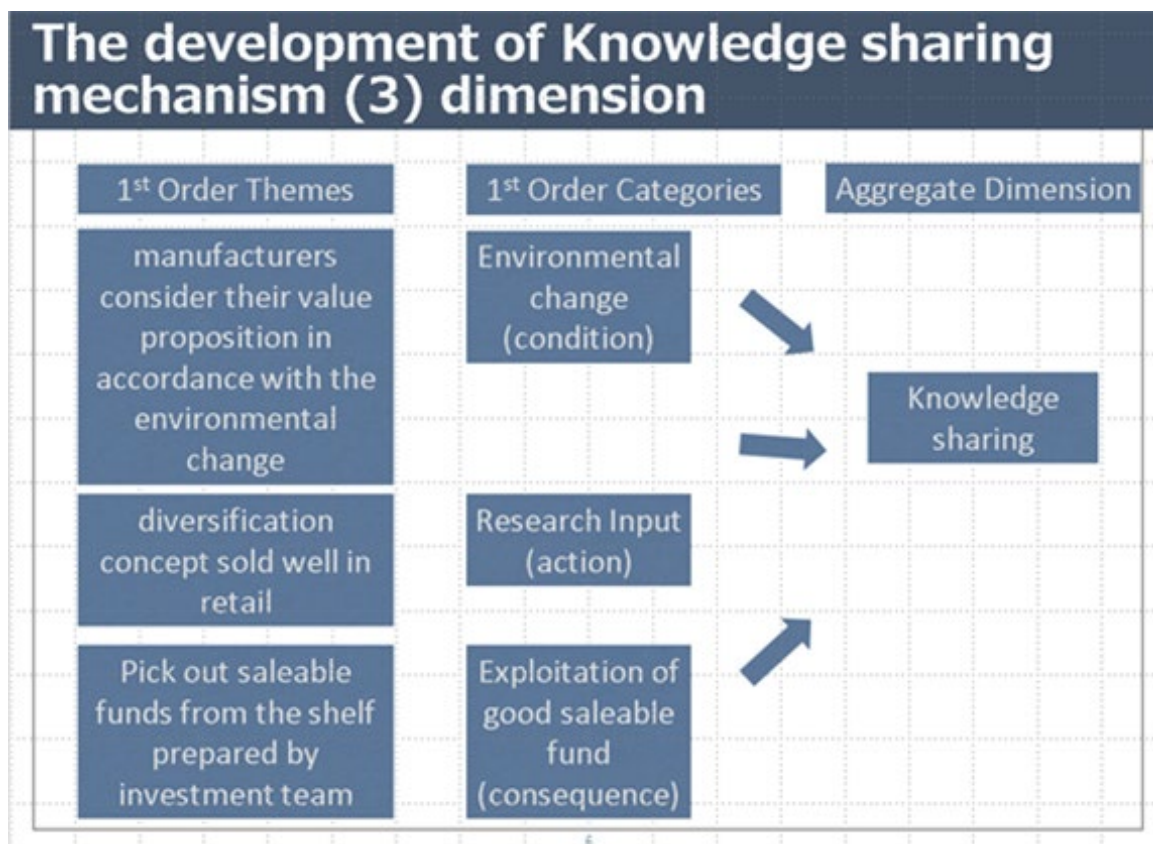 The development of Knowledge sharing
mechanism (3) dimension
1st Order Themes
1st Order Categories
Aggregate Dimension
manufacturers
consider their value
proposition in
accordance with the
environmental
change
Environmental
change
(condition)
Knowledge
sharing
diversification
concept sold well in
retail
Research Input
(action)
Pick out saleable
funds from the shelf
prepared by
investment team
Exploitation of
good saleable
fund
(consequence)